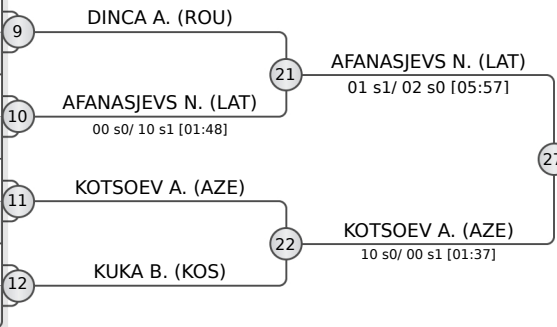 DINCA A. (ROU)
9
21
AFANASJEVS N. (LAT)
01 s1/ 02 s0 [05:57]
AFANASJEVS N. (LAT)
10
00 s0/ 10 s1 [01:48]
27
KOTSOEV A. (AZE)
11
22
KOTSOEV A. (AZE)
10 s0/ 00 s1 [01:37]
KUKA B. (KOS)
12